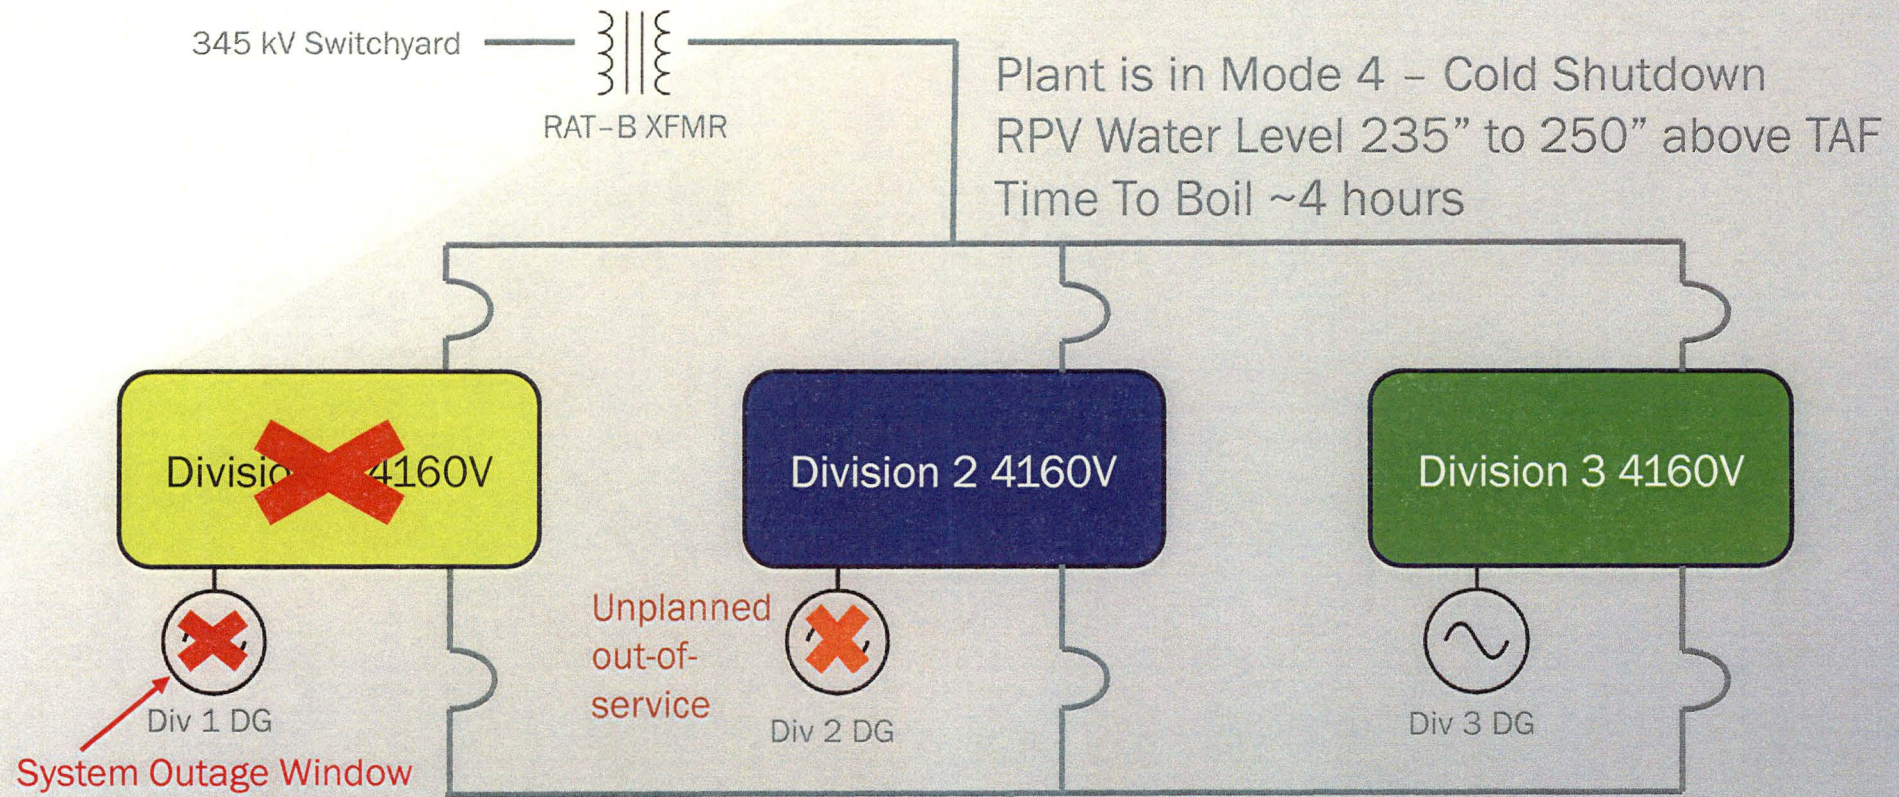 345 kV Switchyard
RAT-B XFMR
Plant is in Mode 4 – Cold Shutdown
RPV Water Level 235” to 250” above TAF
Time To Boil ~4 hours
4160V
Division 2 4160V
Division 3 4160V
Unplanned
out-of-
service
Div 1 DG
Div 2 DG
Div 3 DG
System Outage Window